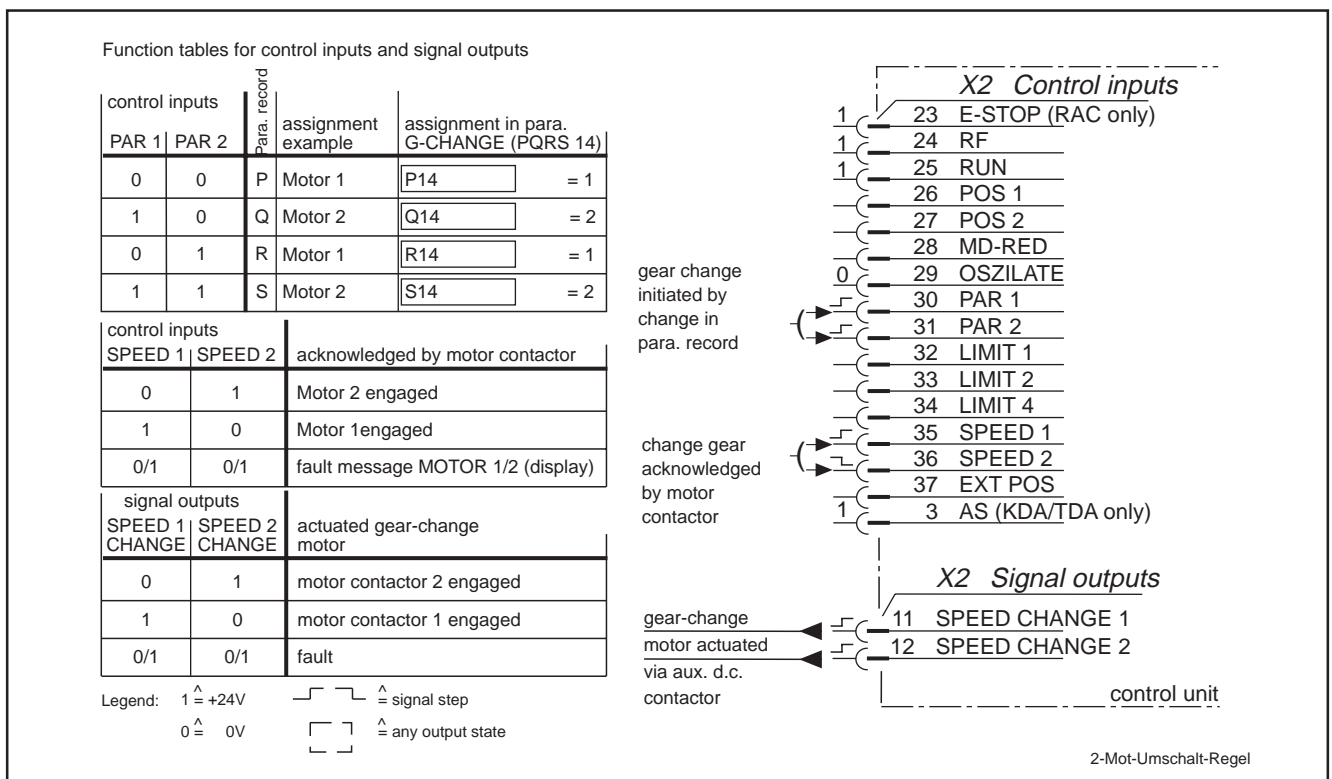 Function tables for control inputs and signal outputs
control inputs
PAR 1 PAR 2
Para. record
assignment
example
assignment in para.
G-CHANGE (PQRS 14)
0 0 P Motor 1 P14 = 1
1 0 Q Motor 2 Q14 = 2
0 1 R Motor 1 R14 = 1
1 1 S Motor 2 S14 = 2
control inputs
SPEED 1 SPEED 2 acknowledged by motor contactor
0 1 Motor 2 engaged
1 0 Motor 1engaged
0/1 0/1 fault message MOTOR 1/2 (display)
signal outputs
SPEED 1 SPEED 2 actuated gear-change
CHANGE CHANGE motor
0 1 motor contactor 2 engaged
1 0 motor contactor 1 engaged
0/1 0/1 fault
Legend: 1 ≙ +24V ≙ signal step
0 ≙ 0V ≙ any output state
X2 Control inputs
1 23 E-STOP (RAC only)
1 24 RF
1 25 RUN
26 POS 1
27 POS 2
28 MD-RED
0 29 OSZILATE
30 PAR 1
31 PAR 2
32 LIMIT 1
33 LIMIT 2
34 LIMIT 4
35 SPEED 1
36 SPEED 2
37 EXT POS
1 3 AS (KDA/TDA only)
gear change
initiated by
change in
para. record
change gear
acknowledged
by motor
contactor
X2 Signal outputs
11 SPEED CHANGE 1
12 SPEED CHANGE 2
gear-change
motor actuated
via aux. d.c.
contactor
control unit
2-Mot-Umschalt-Regel